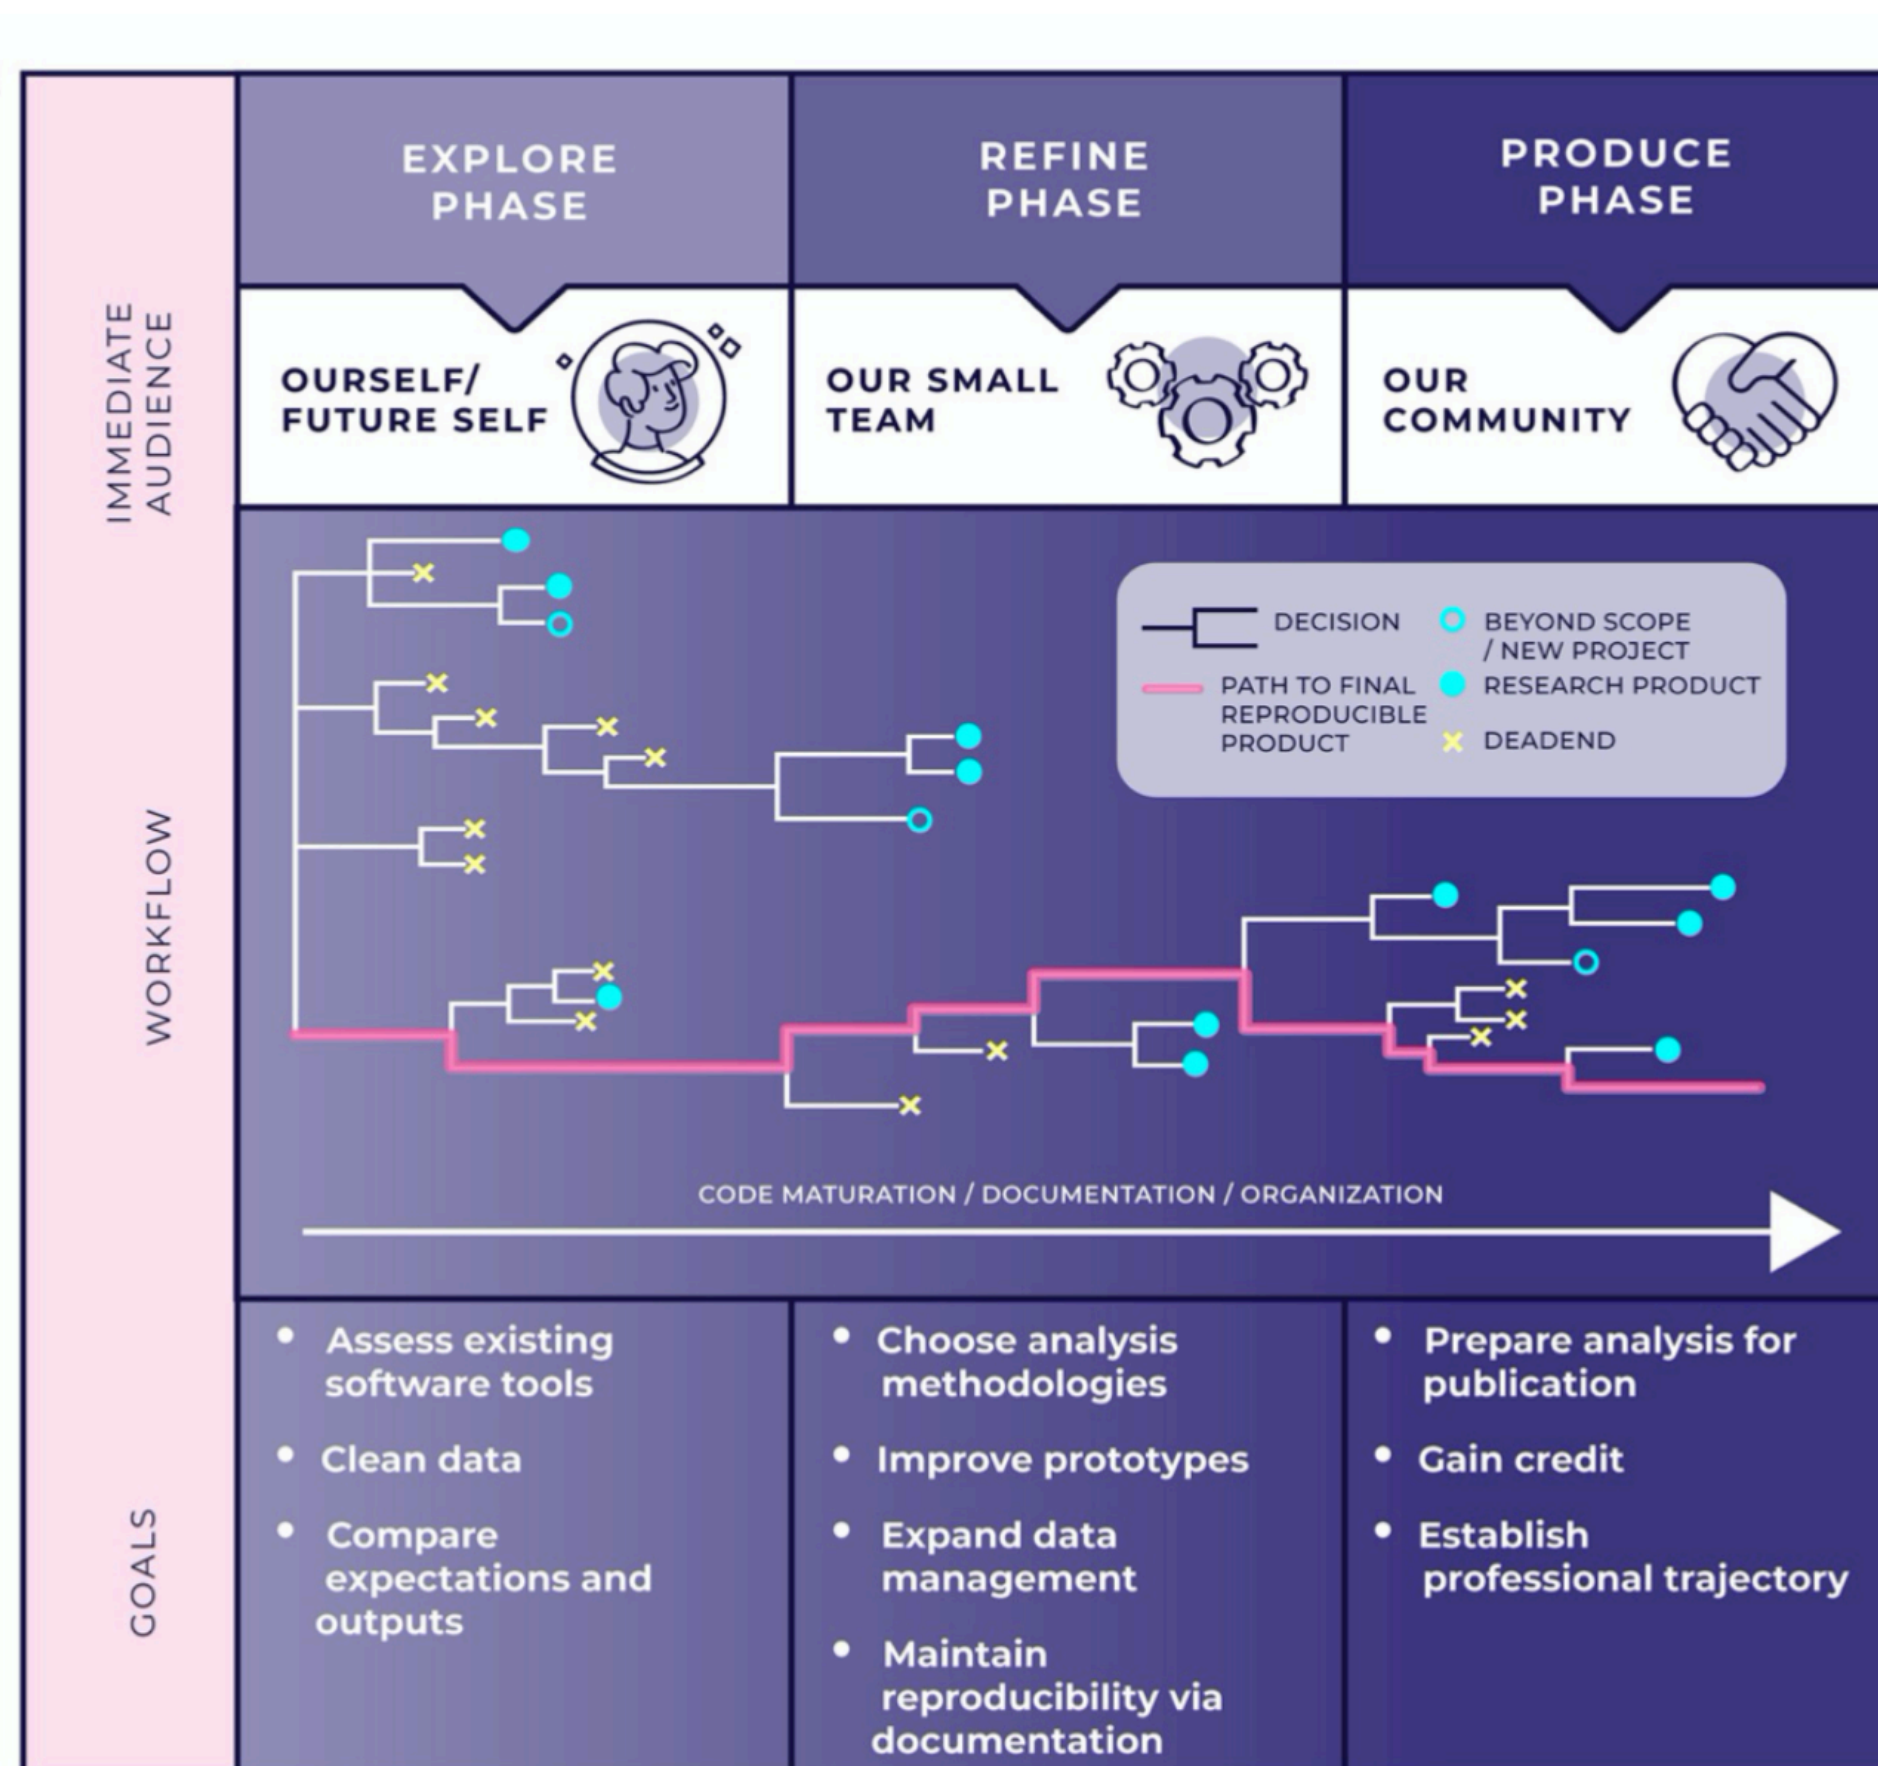 EXPLORE
PHASE
REFINE
PHASE
PRODUCE
PHASE
IMMEDIATE
AUDIENCE
OURSELF/
FUTURE SELF
OUR SMALL
TEAM
OUR
COMMUNITY
WORKFLOW
DECISION
BEYOND SCOPE
/ NEW PROJECT
PATH TO FINAL
REPRODUCIBLE
PRODUCT
RESEARCH PRODUCT
DEADEND
CODE MATURATION / DOCUMENTATION / ORGANIZATION
GOALS
• Assess existing
software tools
• Clean data
• Compare
expectations and
outputs
• Choose analysis
methodologies
• Improve prototypes
• Expand data
management
• Maintain
reproducibility via
documentation
• Prepare analysis for
publication
• Gain credit
• Establish
professional trajectory